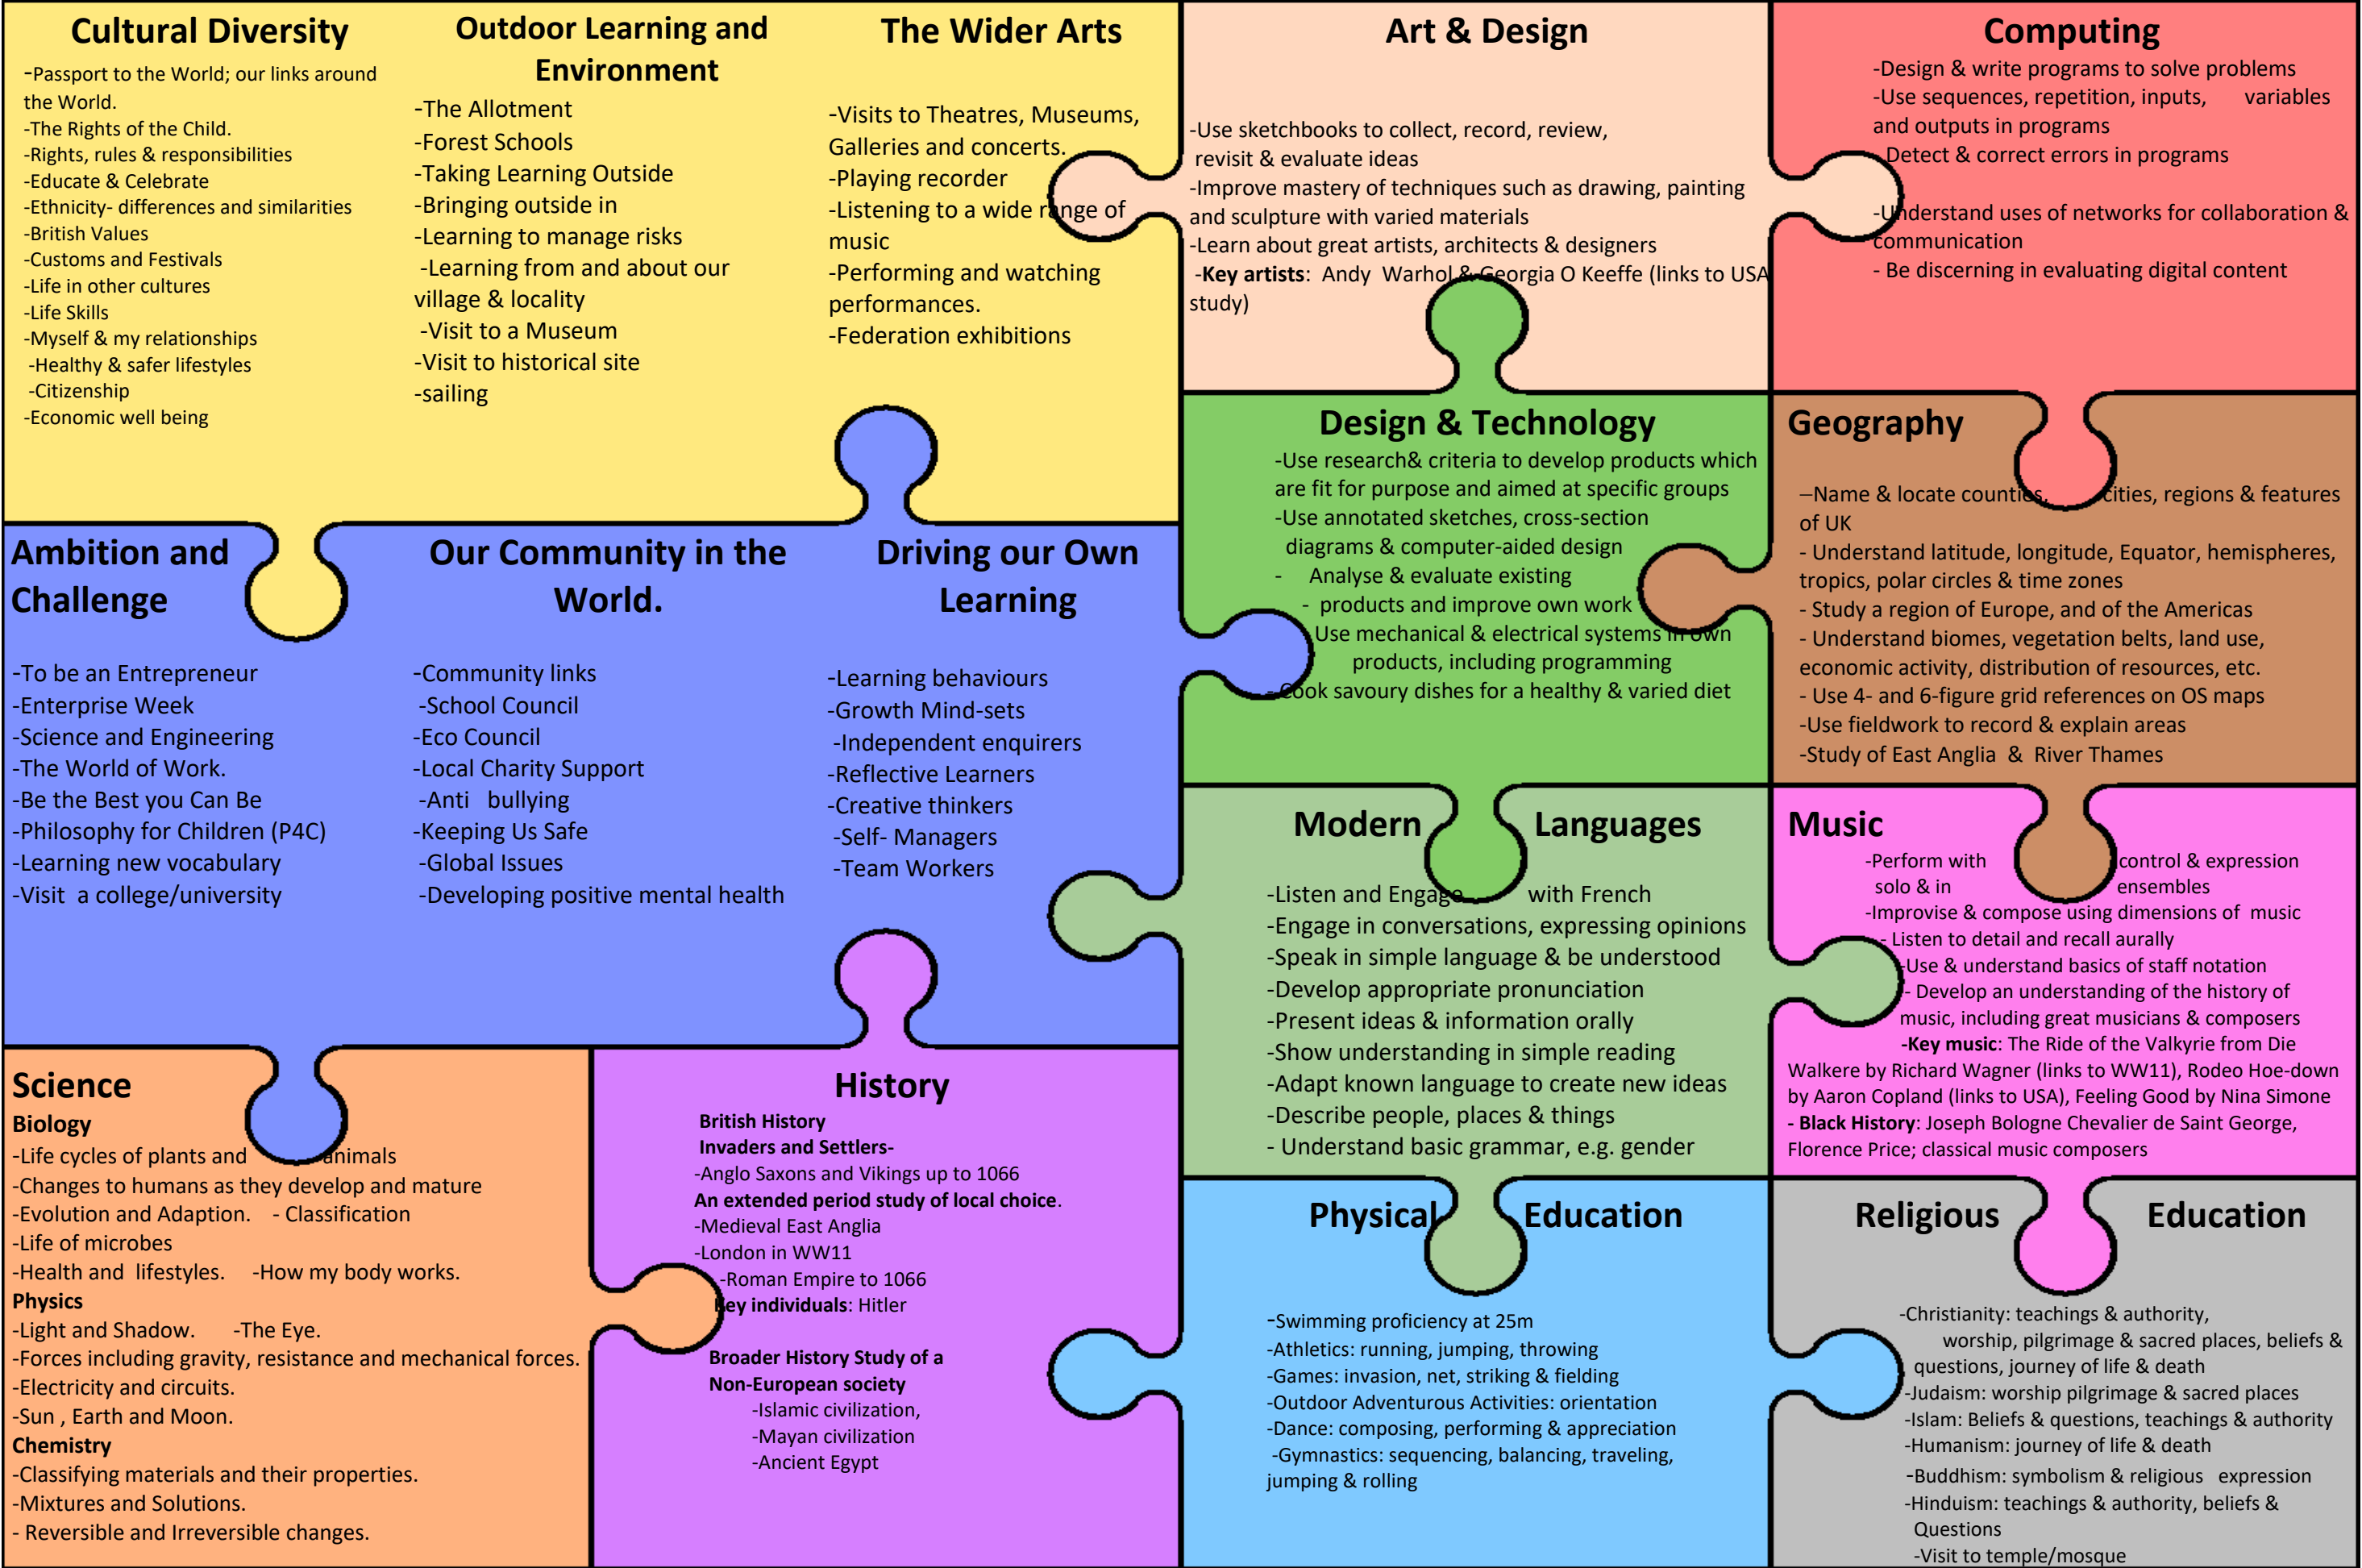 Cultural Diversity
-Passport to the World; our links around
the World.
-The Rights of the Child.
-Rights, rules & responsibilities
-Educate & Celebrate
-Ethnicity- differences and similarities
-British Values
-Customs and Festivals
-Life in other cultures
-Life Skills
-Myself & my relationships
-Healthy & safer lifestyles
-Citizenship
-Economic well being
Outdoor Learning and
Environment
-The Allotment
-Forest Schools
-Taking Learning Outside
-Bringing outside in
-Learning to manage risks
-Learning from and about our
village & locality
-Visit to a Museum
-Visit to historical site
-sailing
The Wider Arts
-Visits to Theatres, Museums,
Galleries and concerts.
-Playing recorder
-Listening to a wide range of
music
-Performing and watching
performances.
-Federation exhibitions
Art & Design
-Use sketchbooks to collect, record, review,
revisit & evaluate ideas
-Improve mastery of techniques such as drawing, painting
and sculpture with varied materials
-Learn about great artists, architects & designers
-Key artists: Andy Warhol & Georgia O Keeffe (links to USA
study)
Computing
-Design & write programs to solve problems
-Use sequences, repetition, inputs, variables
and outputs in programs
Detect & correct errors in programs
-Understand uses of networks for collaboration &
communication
- Be discerning in evaluating digital content
Ambition and
Challenge
-To be an Entrepreneur
-Enterprise Week
-Science and Engineering
-The World of Work.
-Be the Best you Can Be
-Philosophy for Children (P4C)
-Learning new vocabulary
-Visit a college/university
Our Community in the
World.
-Community links
-School Council
-Eco Council
-Local Charity Support
-Anti bullying
-Keeping Us Safe
-Global Issues
-Developing positive mental health
Driving our Own
Learning
-Learning behaviours
-Growth Mind-sets
-Independent enquirers
-Reflective Learners
-Creative thinkers
-Self- Managers
-Team Workers
Design & Technology
-Use research& criteria to develop products which
are fit for purpose and aimed at specific groups
-Use annotated sketches, cross-section
diagrams & computer-aided design
- Analyse & evaluate existing
- products and improve own work
Use mechanical & electrical systems in own
products, including programming
- Cook savoury dishes for a healthy & varied diet
Geography
–Name & locate counties, cities, regions & features
of UK
- Understand latitude, longitude, Equator, hemispheres,
tropics, polar circles & time zones
- Study a region of Europe, and of the Americas
- Understand biomes, vegetation belts, land use,
economic activity, distribution of resources, etc.
- Use 4- and 6-figure grid references on OS maps
-Use fieldwork to record & explain areas
-Study of East Anglia & River Thames
Modern Languages
-Listen and Engage with French
-Engage in conversations, expressing opinions
-Speak in simple language & be understood
-Develop appropriate pronunciation
-Present ideas & information orally
-Show understanding in simple reading
-Adapt known language to create new ideas
-Describe people, places & things
- Understand basic grammar, e.g. gender
Music
-Perform with control & expression
solo & in ensembles
-Improvise & compose using dimensions of music
- Listen to detail and recall aurally
-Use & understand basics of staff notation
- Develop an understanding of the history of
music, including great musicians & composers
-Key music: The Ride of the Valkyrie from Die
Walkere by Richard Wagner (links to WW11), Rodeo Hoe-down
by Aaron Copland (links to USA), Feeling Good by Nina Simone
- Black History: Joseph Bologne Chevalier de Saint George,
Florence Price; classical music composers
Science
Biology
-Life cycles of plants and animals
-Changes to humans as they develop and mature
-Evolution and Adaption. - Classification
-Life of microbes
-Health and lifestyles. -How my body works.
Physics
-Light and Shadow. -The Eye.
-Forces including gravity, resistance and mechanical forces.
-Electricity and circuits.
-Sun , Earth and Moon.
Chemistry
-Classifying materials and their properties.
-Mixtures and Solutions.
- Reversible and Irreversible changes.
History
British History
Invaders and Settlers-
-Anglo Saxons and Vikings up to 1066
An extended period study of local choice.
-Medieval East Anglia
-London in WW11
-Roman Empire to 1066
Key individuals: Hitler
Broader History Study of a
Non-European society
-Islamic civilization,
-Mayan civilization
-Ancient Egypt
Physical Education
-Swimming proficiency at 25m
-Athletics: running, jumping, throwing
-Games: invasion, net, striking & fielding
-Outdoor Adventurous Activities: orientation
-Dance: composing, performing & appreciation
-Gymnastics: sequencing, balancing, traveling,
jumping & rolling
Religious Education
-Christianity: teachings & authority,
worship, pilgrimage & sacred places, beliefs &
questions, journey of life & death
-Judaism: worship pilgrimage & sacred places
-Islam: Beliefs & questions, teachings & authority
-Humanism: journey of life & death
-Buddhism: symbolism & religious expression
-Hinduism: teachings & authority, beliefs &
Questions
-Visit to temple/mosque